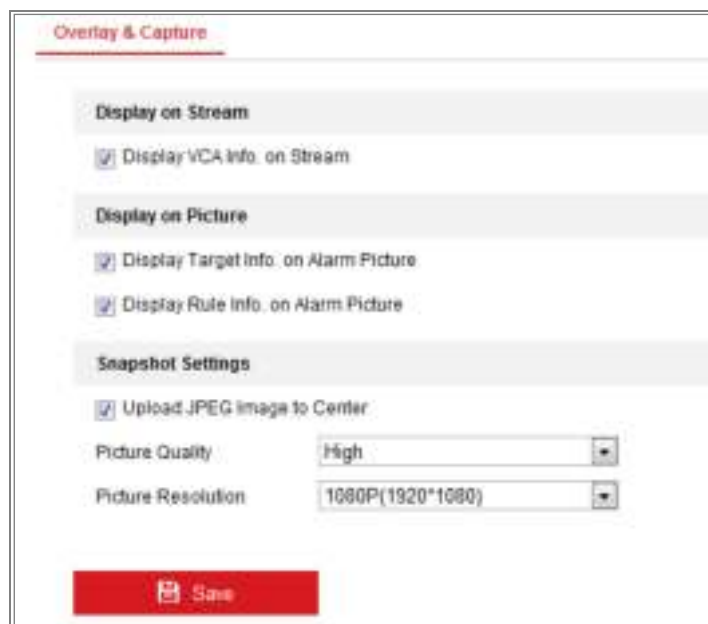 Overlay & Capture
Display on Stream
Display VCA Info. on Stream
Display on Picture
Display Target Info. on Alarm Picture
Display Rule Info. on Alarm Picture
Snapshot Settings
Upload JPEG Image to Center
Picture Quality High
Picture Resolution 1080P(1920*1080)
Save